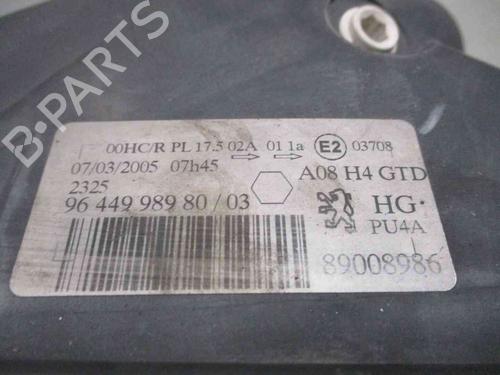 00HC/R PL 17.5 02A 01 1a E2 03708
07/03/2005 07h45 A08 H4 GTD
2325
96 449 989 80 / 03 HG
PU4A
89008986
B-PARTS